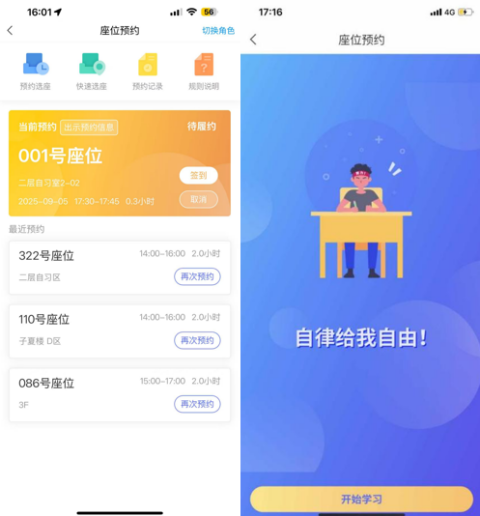 16:01
56
座位预约
切换角色
预约选座
快速选座
预约记录
规则说明
当前预约 出示预约信息 待履约
001号座位
签到
二层自习室2-02
取消
2025-09-05 17:30-17:45 0.3小时
最近预约
322号座位 14:00-16:00 2.0小时
二层自习区 再次预约
110号座位 14:00-16:00 2.0小时
子夏楼 D区 再次预约
086号座位 15:00-17:00 2.0小时
3F 再次预约
17:16
4G
座位预约
自律给我自由！
开始学习